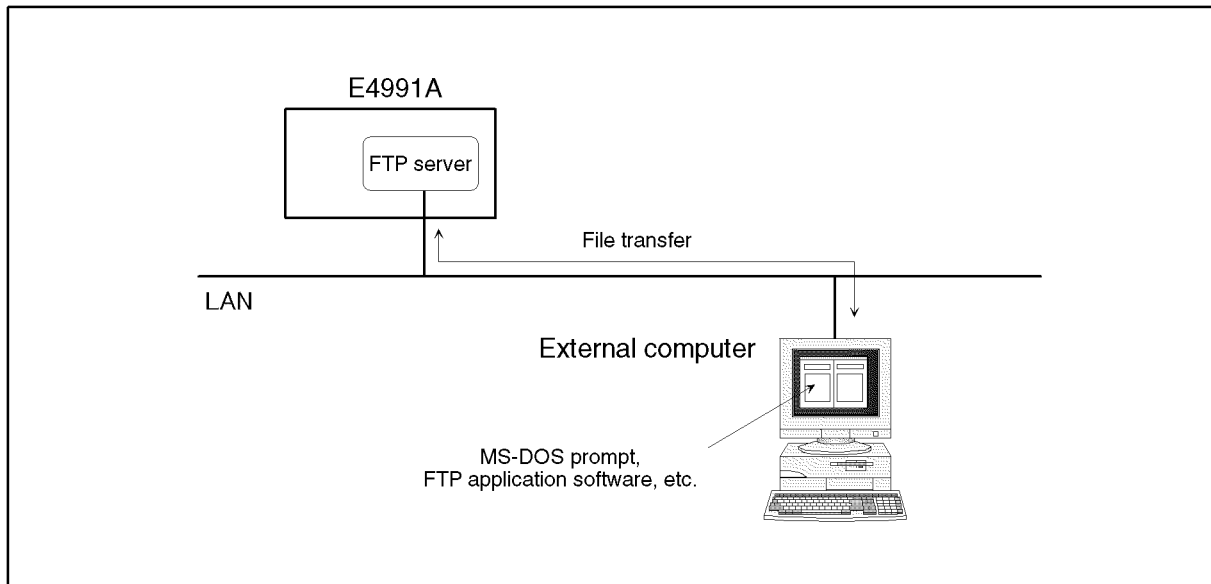 E4991A
FTP server
File transfer
LAN
External computer
MS-DOS prompt,
FTP application software, etc.